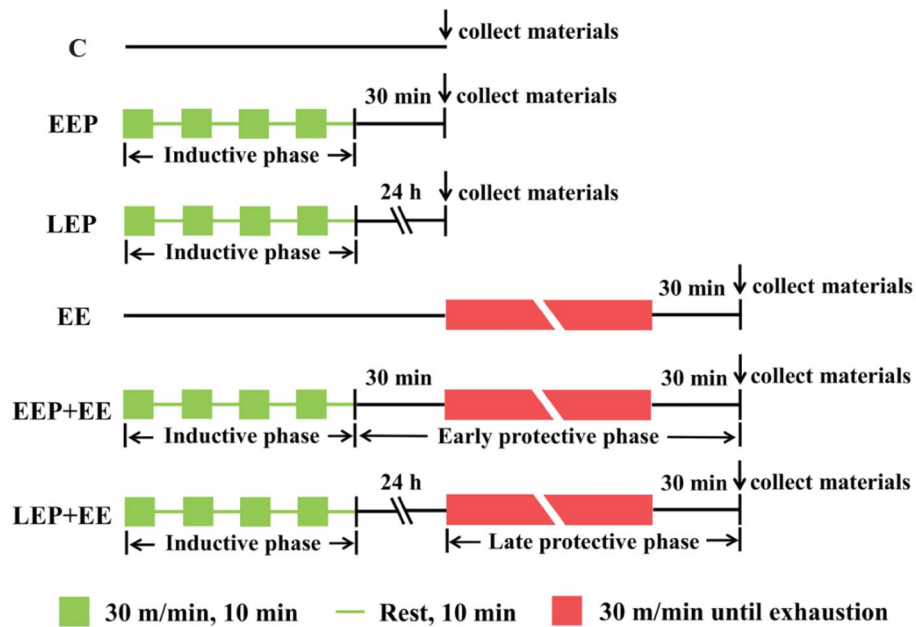 C
collect materials
EEP
30 min
collect materials
Inductive phase
LEP
24 h
collect materials
Inductive phase
EE
30 min
collect materials
EEP+EE
30 min
30 min
collect materials
Inductive phase
Early protective phase
LEP+EE
24 h
30 min
collect materials
Inductive phase
Late protective phase
30 m/min, 10 min
Rest, 10 min
30 m/min until exhaustion